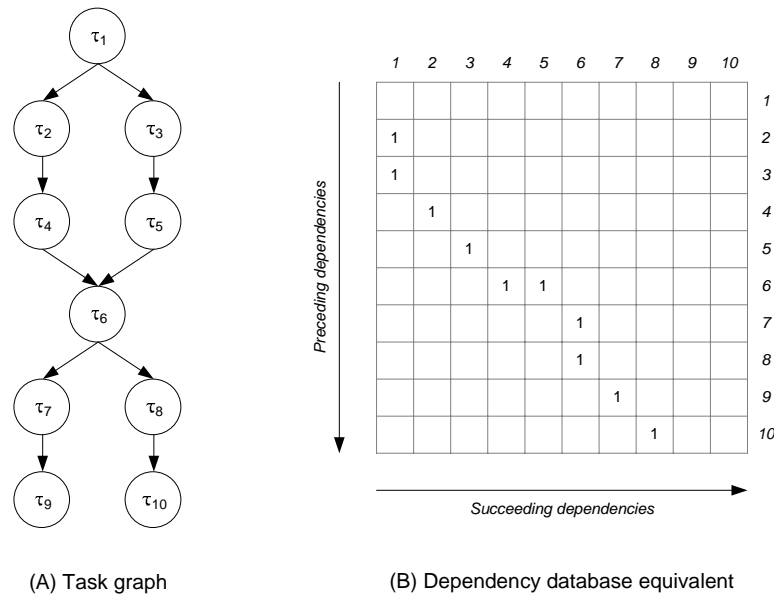 τ1
τ2 τ3
τ4 τ5
τ6
τ7 τ8
τ9 τ10
(A) Task graph
1 2 3 4 5 6 7 8 9 10
1
1 2
1 3
1 4
1 5
1 1 6
1 7
1 8
1 9
1 10
Preceding dependencies
Succeeding dependencies
(B) Dependency database equivalent